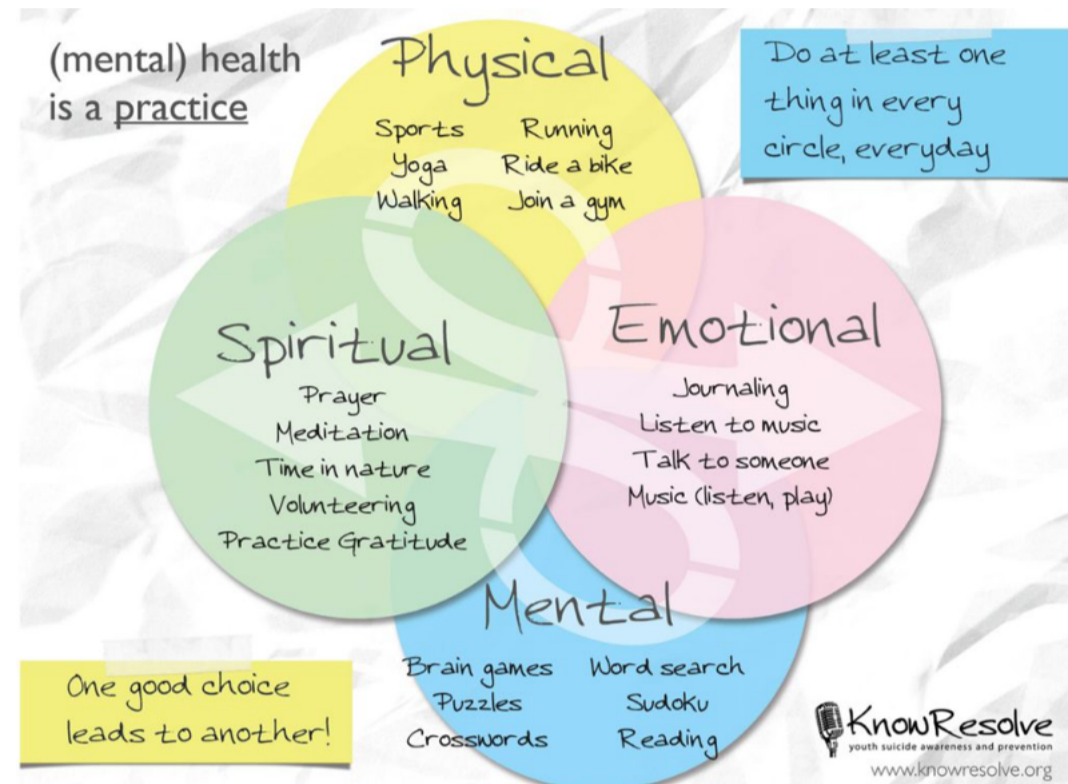 (mental) health
is a practice
Physical
Sports Running
Yoga Ride a bike
Walking Join a gym
Do at least one
thing in every
circle, everyday
Spiritual
Prayer
Meditation
Time in nature
Volunteering
Practice Gratitude
Emotional
Journaling
Listen to music
Talk to someone
Music (listen, play)
Mental
Brain games Word search
Puzzles Sudoku
Crosswords Reading
One good choice
leads to another!
KnowResolve
youth suicide awareness and prevention
www.knowresolve.org